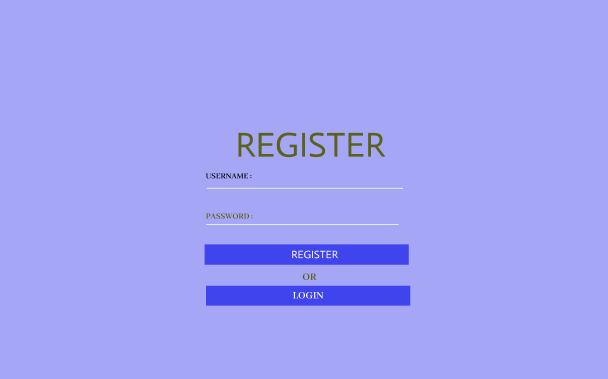 REGISTER
USERNAME:
PASSWORD:
REGISTER
OR
LOGIN